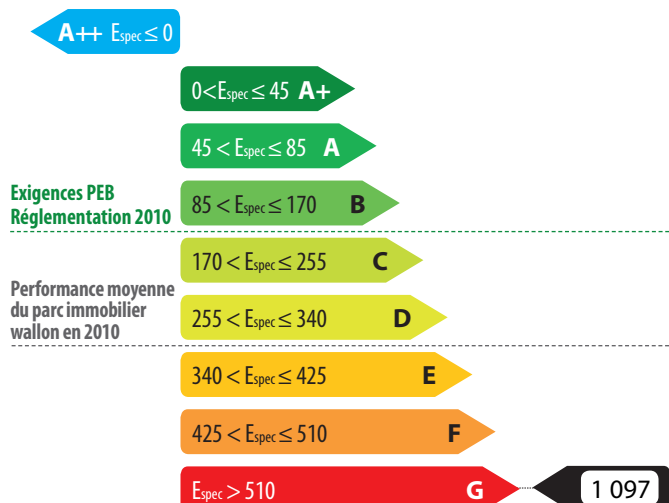 A++ Espec ≤ 0
0<Espec ≤ 45 A+
45 < Espec ≤ 85 A
Exigences PEB
Réglementation 2010
85 < Espec ≤ 170 B
170 < Espec ≤ 255 C
Performance moyenne
du parc immobilier
wallon en 2010
255 < Espec ≤ 340 D
340 < Espec ≤ 425 E
425 < Espec ≤ 510 F
Espec > 510 G 1 097